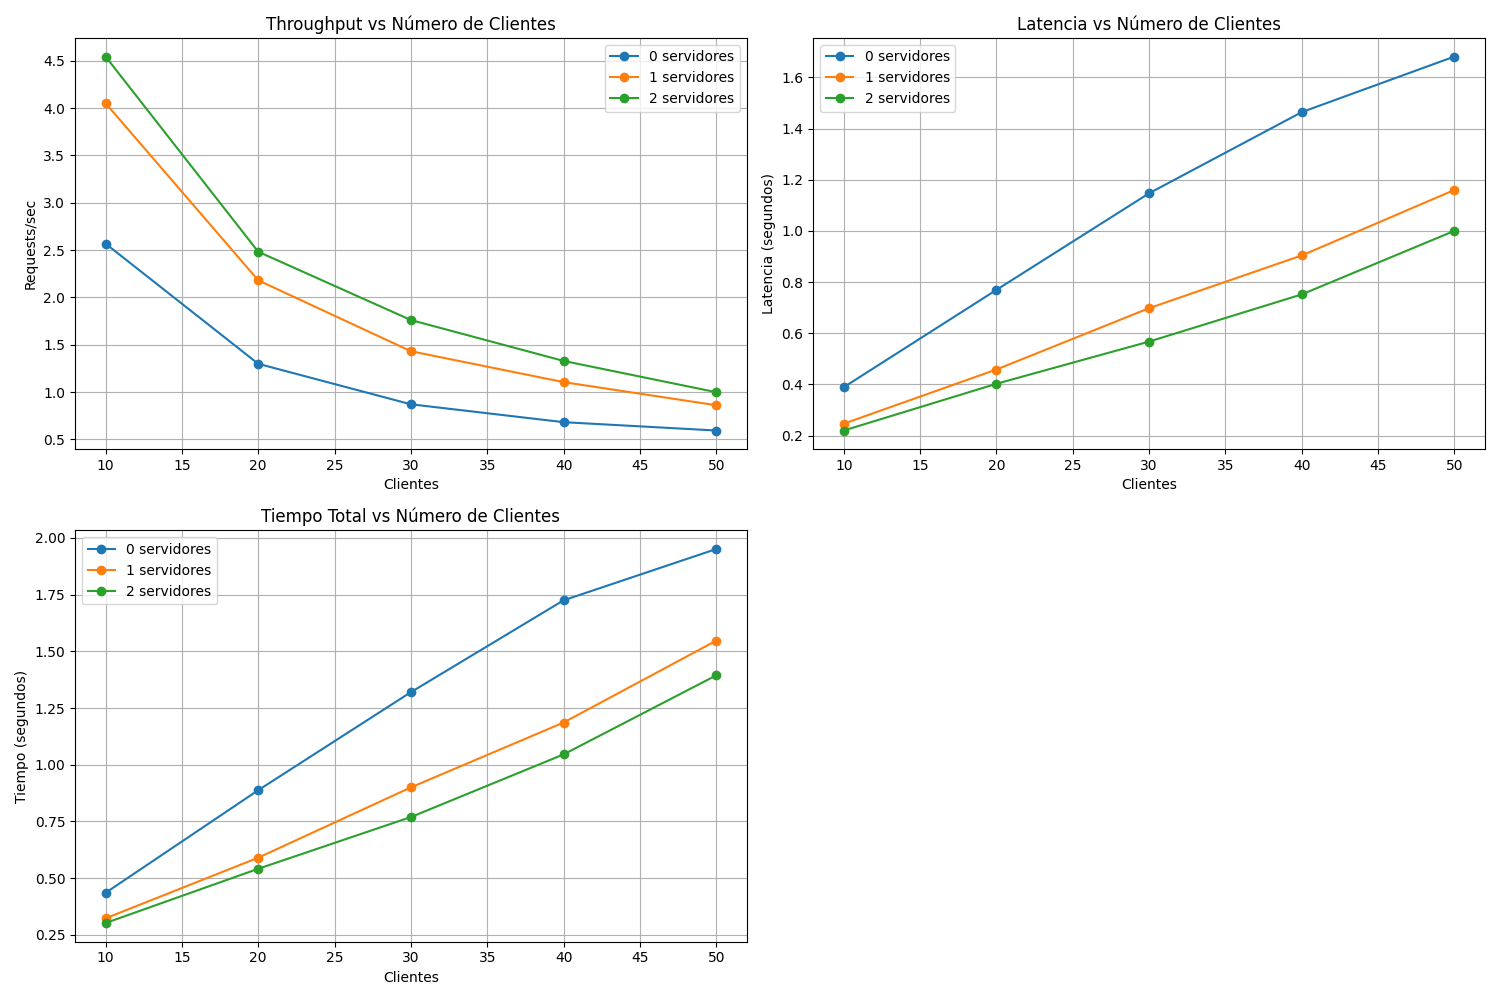 Throughput vs Número de Clientes
Requests/sec
4.5
4.0
3.5
3.0
2.5
2.0
1.5
1.0
0.5
0 servidores
1 servidores
2 servidores
10 15 20 25 30 35 40 45 50
Clientes
Latencia vs Número de Clientes
Latencia (segundos)
1.6
1.4
1.2
1.0
0.8
0.6
0.4
0.2
0 servidores
1 servidores
2 servidores
10 15 20 25 30 35 40 45 50
Clientes
Tiempo Total vs Número de Clientes
Tiempo (segundos)
2.00
1.75
1.50
1.25
1.00
0.75
0.50
0.25
0 servidores
1 servidores
2 servidores
10 15 20 25 30 35 40 45 50
Clientes